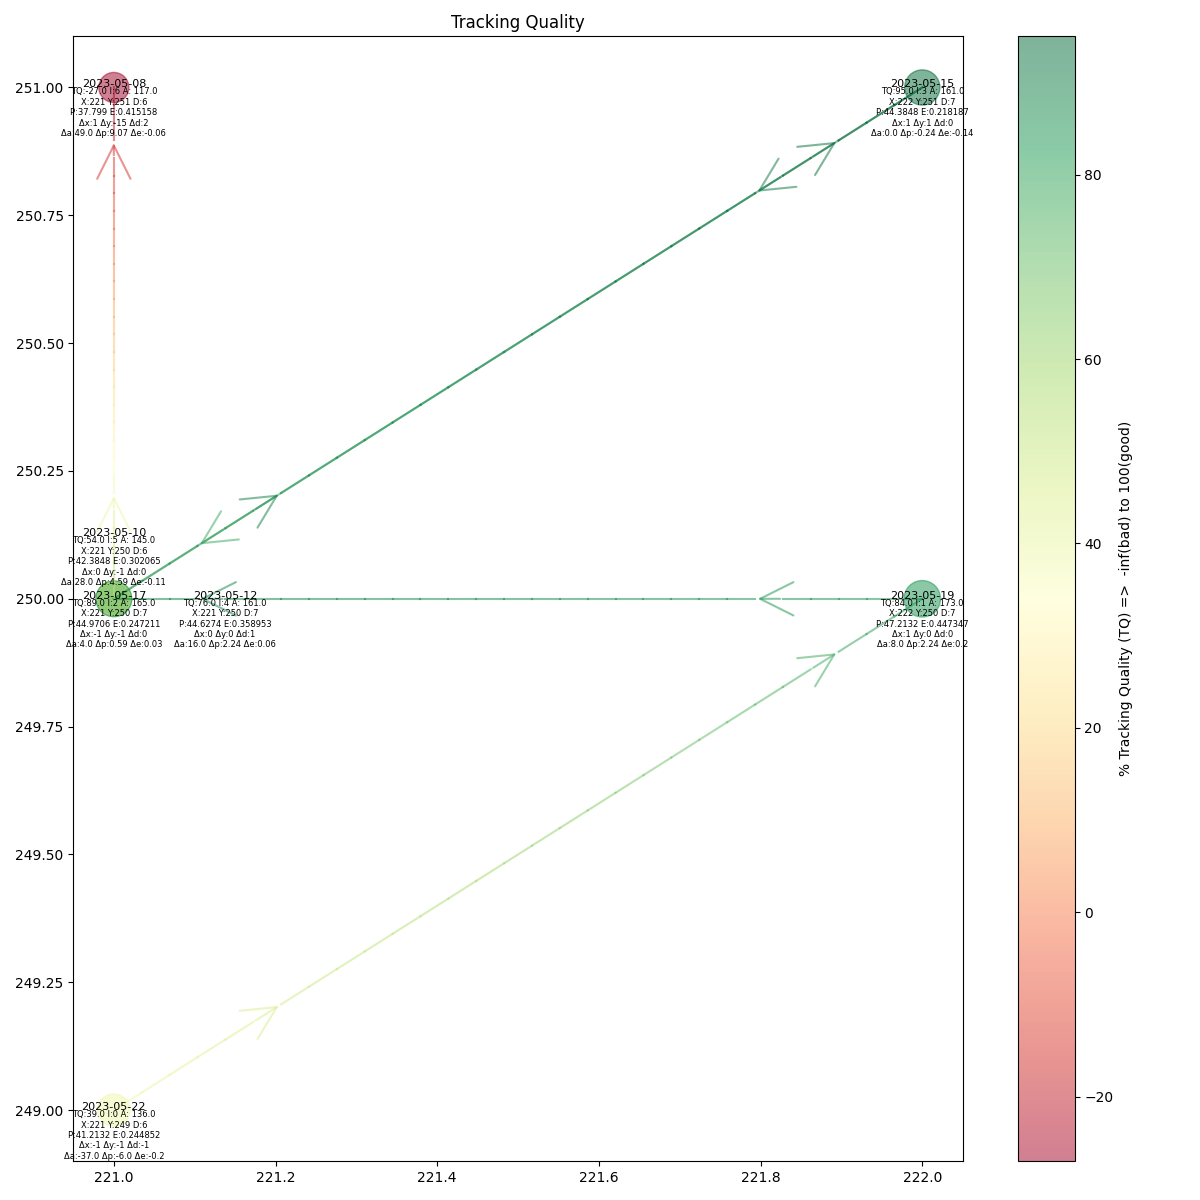 Tracking Quality
251.00
250.75
250.50
250.25
250.00
249.75
249.50
249.25
249.00
221.0
221.2
221.4
221.6
221.8
222.0
2023-05-08
TQ:-27.0 I:6 A: 117.0
X:221 Y:251 D:6
P:37.799 E:0.415158
Δx:1 Δy:-15 Δd:2
Δa:49.0 Δp:9.07 Δe:-0.06
2023-05-15
TQ:95.0 I:3 A: 161.0
X:222 Y:251 D:7
P:44.3848 E:0.218187
Δx:1 Δy:1 Δd:0
Δa:0.0 Δp:-0.24 Δe:-0.14
2023-05-10
TQ:54.0 I:5 A: 145.0
X:221 Y:250 D:6
P:42.3848 E:0.302065
Δx:0 Δy:-1 Δd:0
Δa:28.0 Δp:4.59 Δe:-0.11
2023-05-17
TQ:89.0 I:2 A: 165.0
X:221 Y:250 D:7
P:44.9706 E:0.247211
Δx:-1 Δy:-1 Δd:0
Δa:4.0 Δp:0.59 Δe:0.03
2023-05-12
TQ:76.0 I:4 A: 161.0
X:221 Y:250 D:7
P:44.6274 E:0.358953
Δx:0 Δy:0 Δd:1
Δa:16.0 Δp:2.24 Δe:0.06
2023-05-19
TQ:84.0 I:1 A: 173.0
X:222 Y:250 D:7
P:47.2132 E:0.447347
Δx:1 Δy:0 Δd:0
Δa:8.0 Δp:2.24 Δe:0.2
2023-05-22
TQ:39.0 I:0 A: 136.0
X:221 Y:249 D:6
P:41.2132 E:0.244852
Δx:-1 Δy:-1 Δd:-1
Δa:-37.0 Δp:-6.0 Δe:-0.2
80
60
40
20
0
−20
% Tracking Quality (TQ) => -inf(bad) to 100(good)